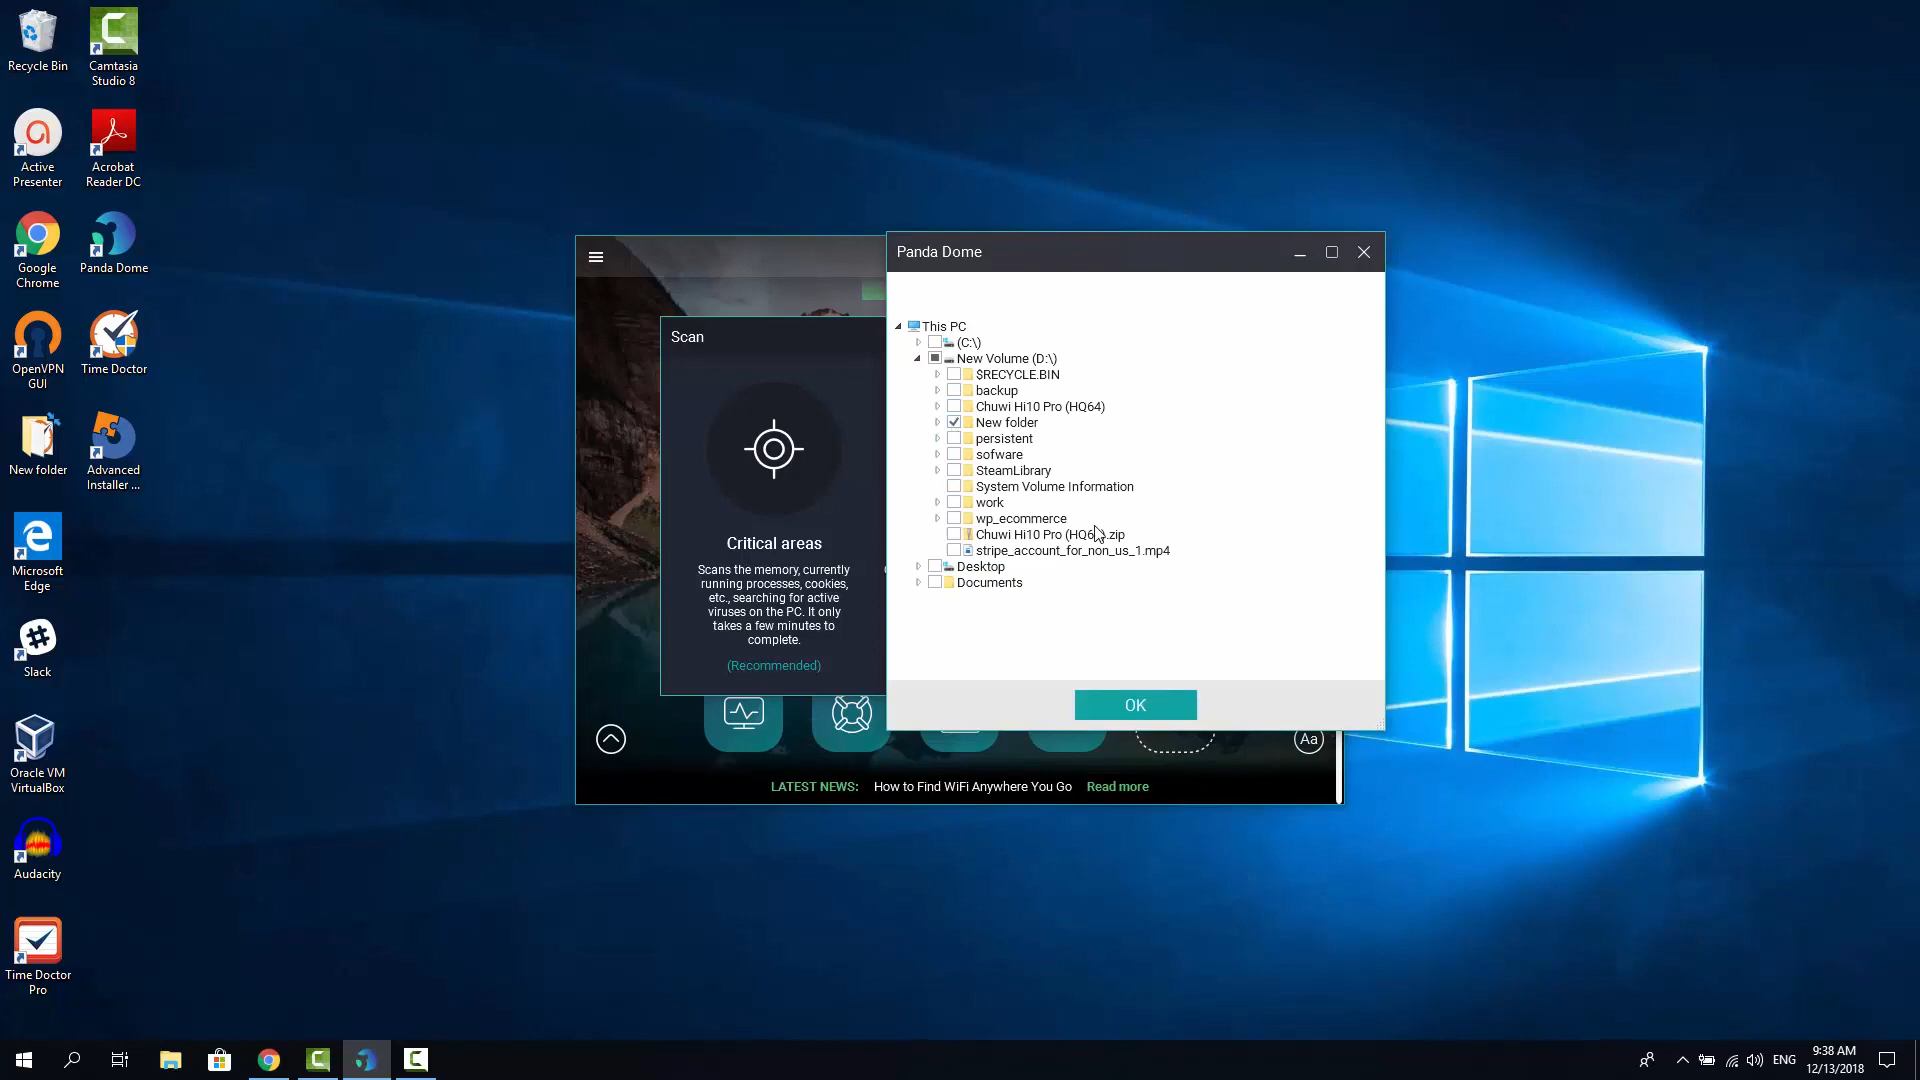 Recycle Bin
Camtasia
Studio 8
Active
Presenter
Acrobat
Reader DC
Google
Chrome
Panda Dome
OpenVPN
GUI
Time Doctor
New folder
Advanced
Installer ...
Microsoft
Edge
Slack
Oracle VM
VirtualBox
Audacity
Time Doctor
Pro
Scan
Critical areas
Scans the memory, currently
running processes, cookies,
etc., searching for active
viruses on the PC. It only
takes a few minutes to
complete.
(Recommended)
Panda Dome
This PC
(C:\)
New Volume (D:\)
$RECYCLE.BIN
backup
Chuwi Hi10 Pro (HQ64)
New folder
persistent
sofware
SteamLibrary
System Volume Information
work
wp_ecommerce
Chuwi Hi10 Pro (HQ6 .zip
stripe_account_for_non_us_1.mp4
Desktop
Documents
OK
Aa
LATEST NEWS: How to Find WiFi Anywhere You Go Read more
ENG
9:38 AM
12/13/2018